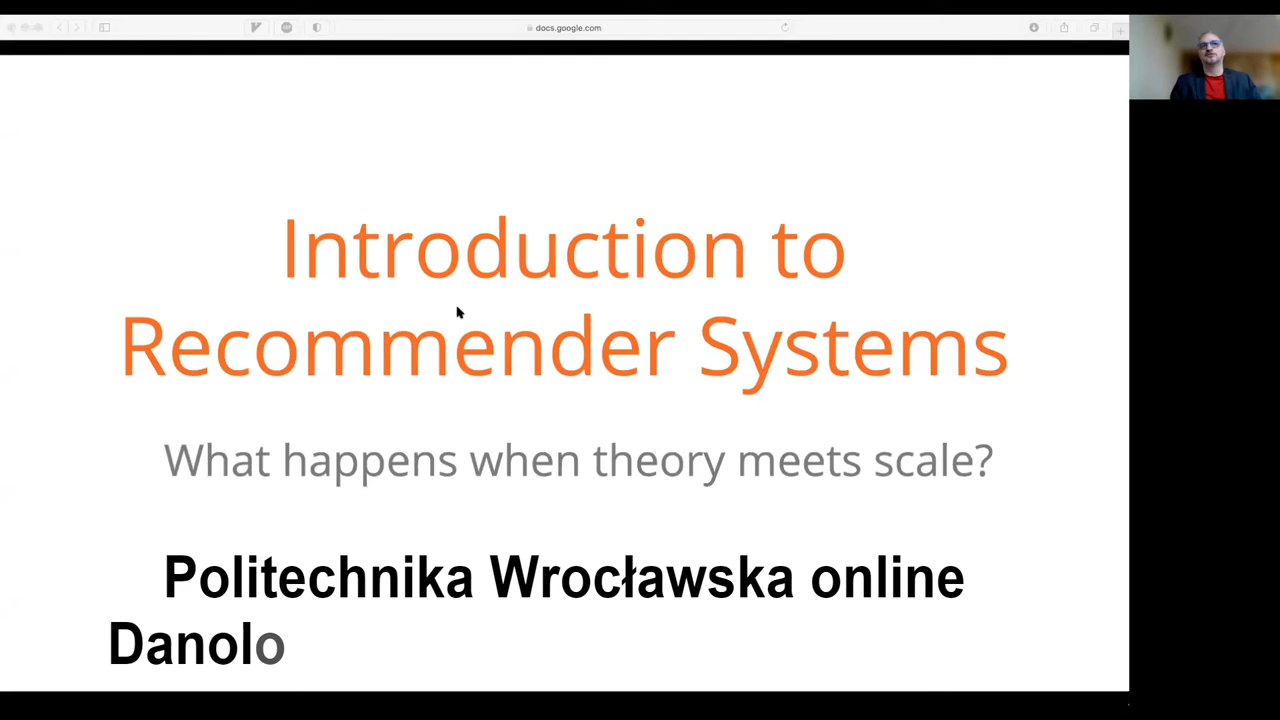 docs.google.com
Introduction to
Recommender Systems
What happens when theory meets scale?
Politechnika Wrocławska online
Danolo